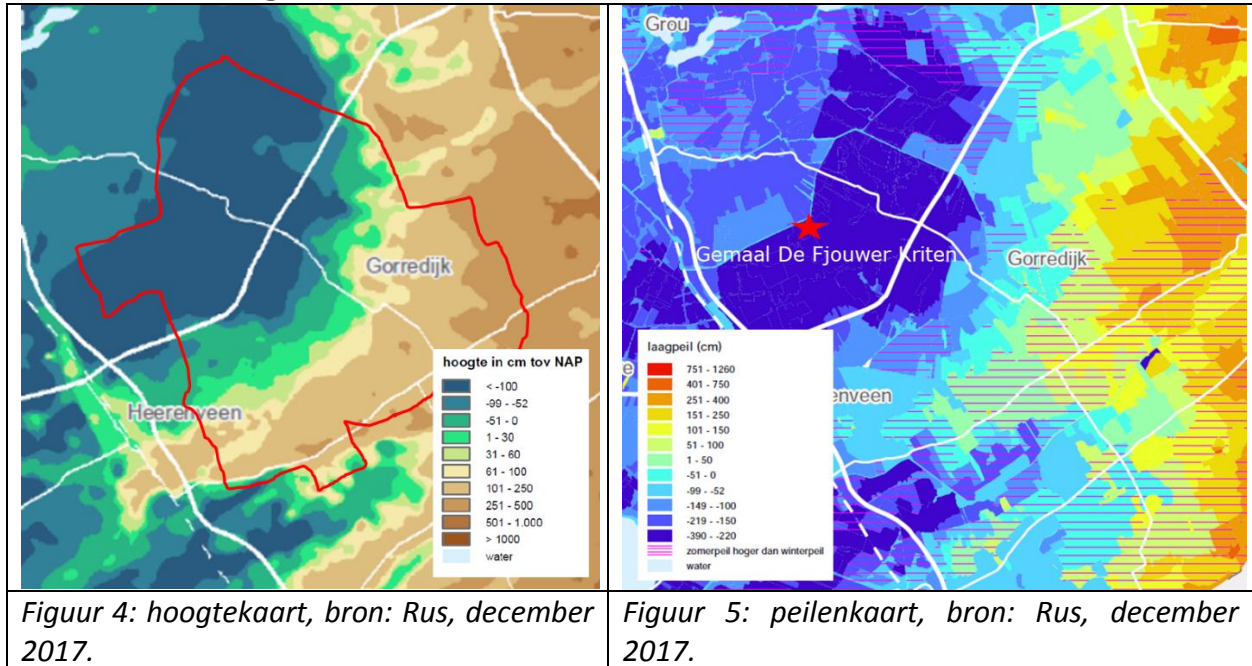 Gorredijk
Heerenveen
hoogte in cm tov NAP
< -100
-99 - -52
-51 - 0
1 - 30
31 - 60
61 - 100
101 - 250
251 - 500
501 - 1.000
> 1000
water
Grou
Gemaal De Fjouwer Kriten
Gorredijk
e
renveen
laagpeil (cm)
751 - 1260
401 - 750
251 - 400
151 - 250
101 - 150
51 - 100
1 - 50
-51 - 0
-99 - -52
-149 - -100
-219 - -150
-390 - -220
zomerpeil hoger dan winterpeil
water
Figuur 4: hoogtekaart, bron: Rus, december
2017.
Figuur 5: peilenkaart, bron: Rus, december
2017.